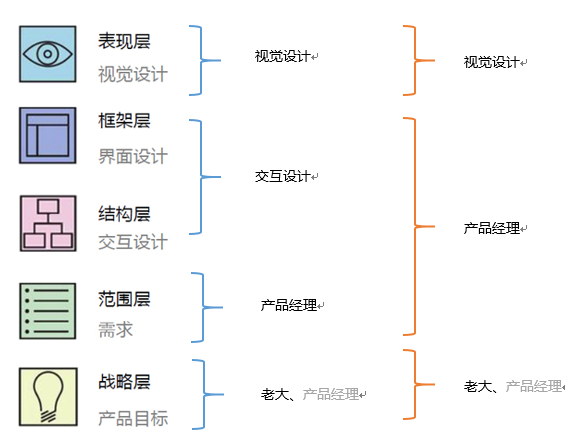 表现层
视觉设计
视觉设计↵
视觉设计↵
框架层
界面设计
结构层
交互设计
交互设计↵
产品经理↵
范围层
需求
产品经理↵
战略层
产品目标
老大、产品经理↵
老大、产品经理↵